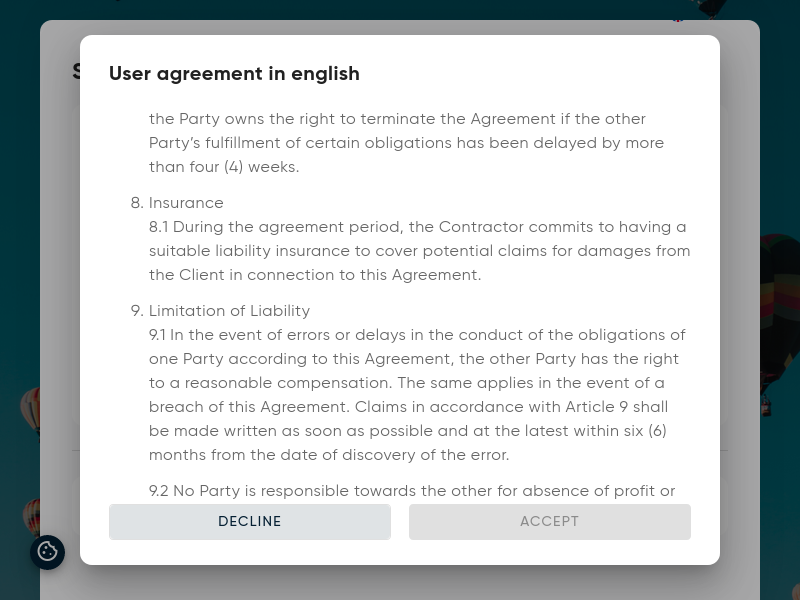 User agreement in english
the Party owns the right to terminate the Agreement if the other
Party’s fulfillment of certain obligations has been delayed by more
than four (4) weeks.
8. Insurance
8.1 During the agreement period, the Contractor commits to having a
suitable liability insurance to cover potential claims for damages from
the Client in connection to this Agreement.
9. Limitation of Liability
9.1 In the event of errors or delays in the conduct of the obligations of
one Party according to this Agreement, the other Party has the right
to a reasonable compensation. The same applies in the event of a
breach of this Agreement. Claims in accordance with Article 9 shall
be made written as soon as possible and at the latest within six (6)
months from the date of discovery of the error.
9.2 No Party is responsible towards the other for absence of profit or
DECLINE
ACCEPT